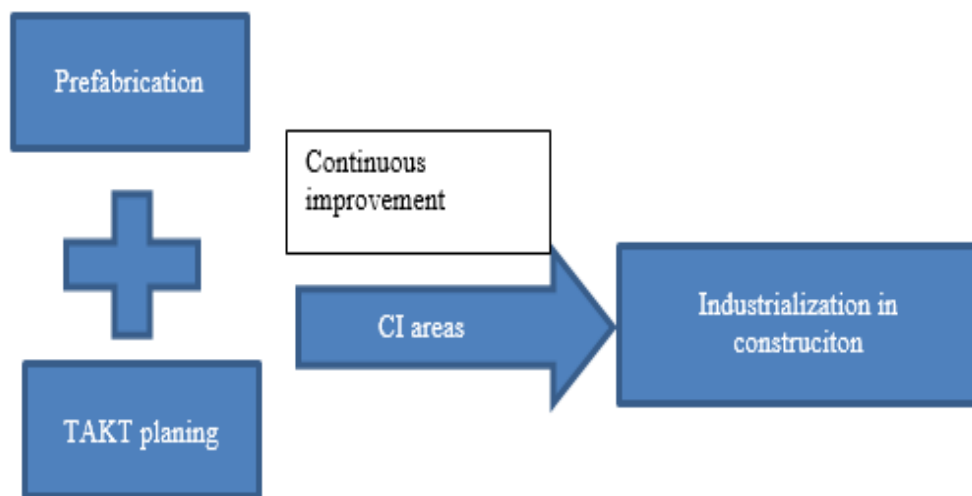 Prefabrication
Continuous
improvement
CI areas
Industrialization in
construciton
TAKT planing